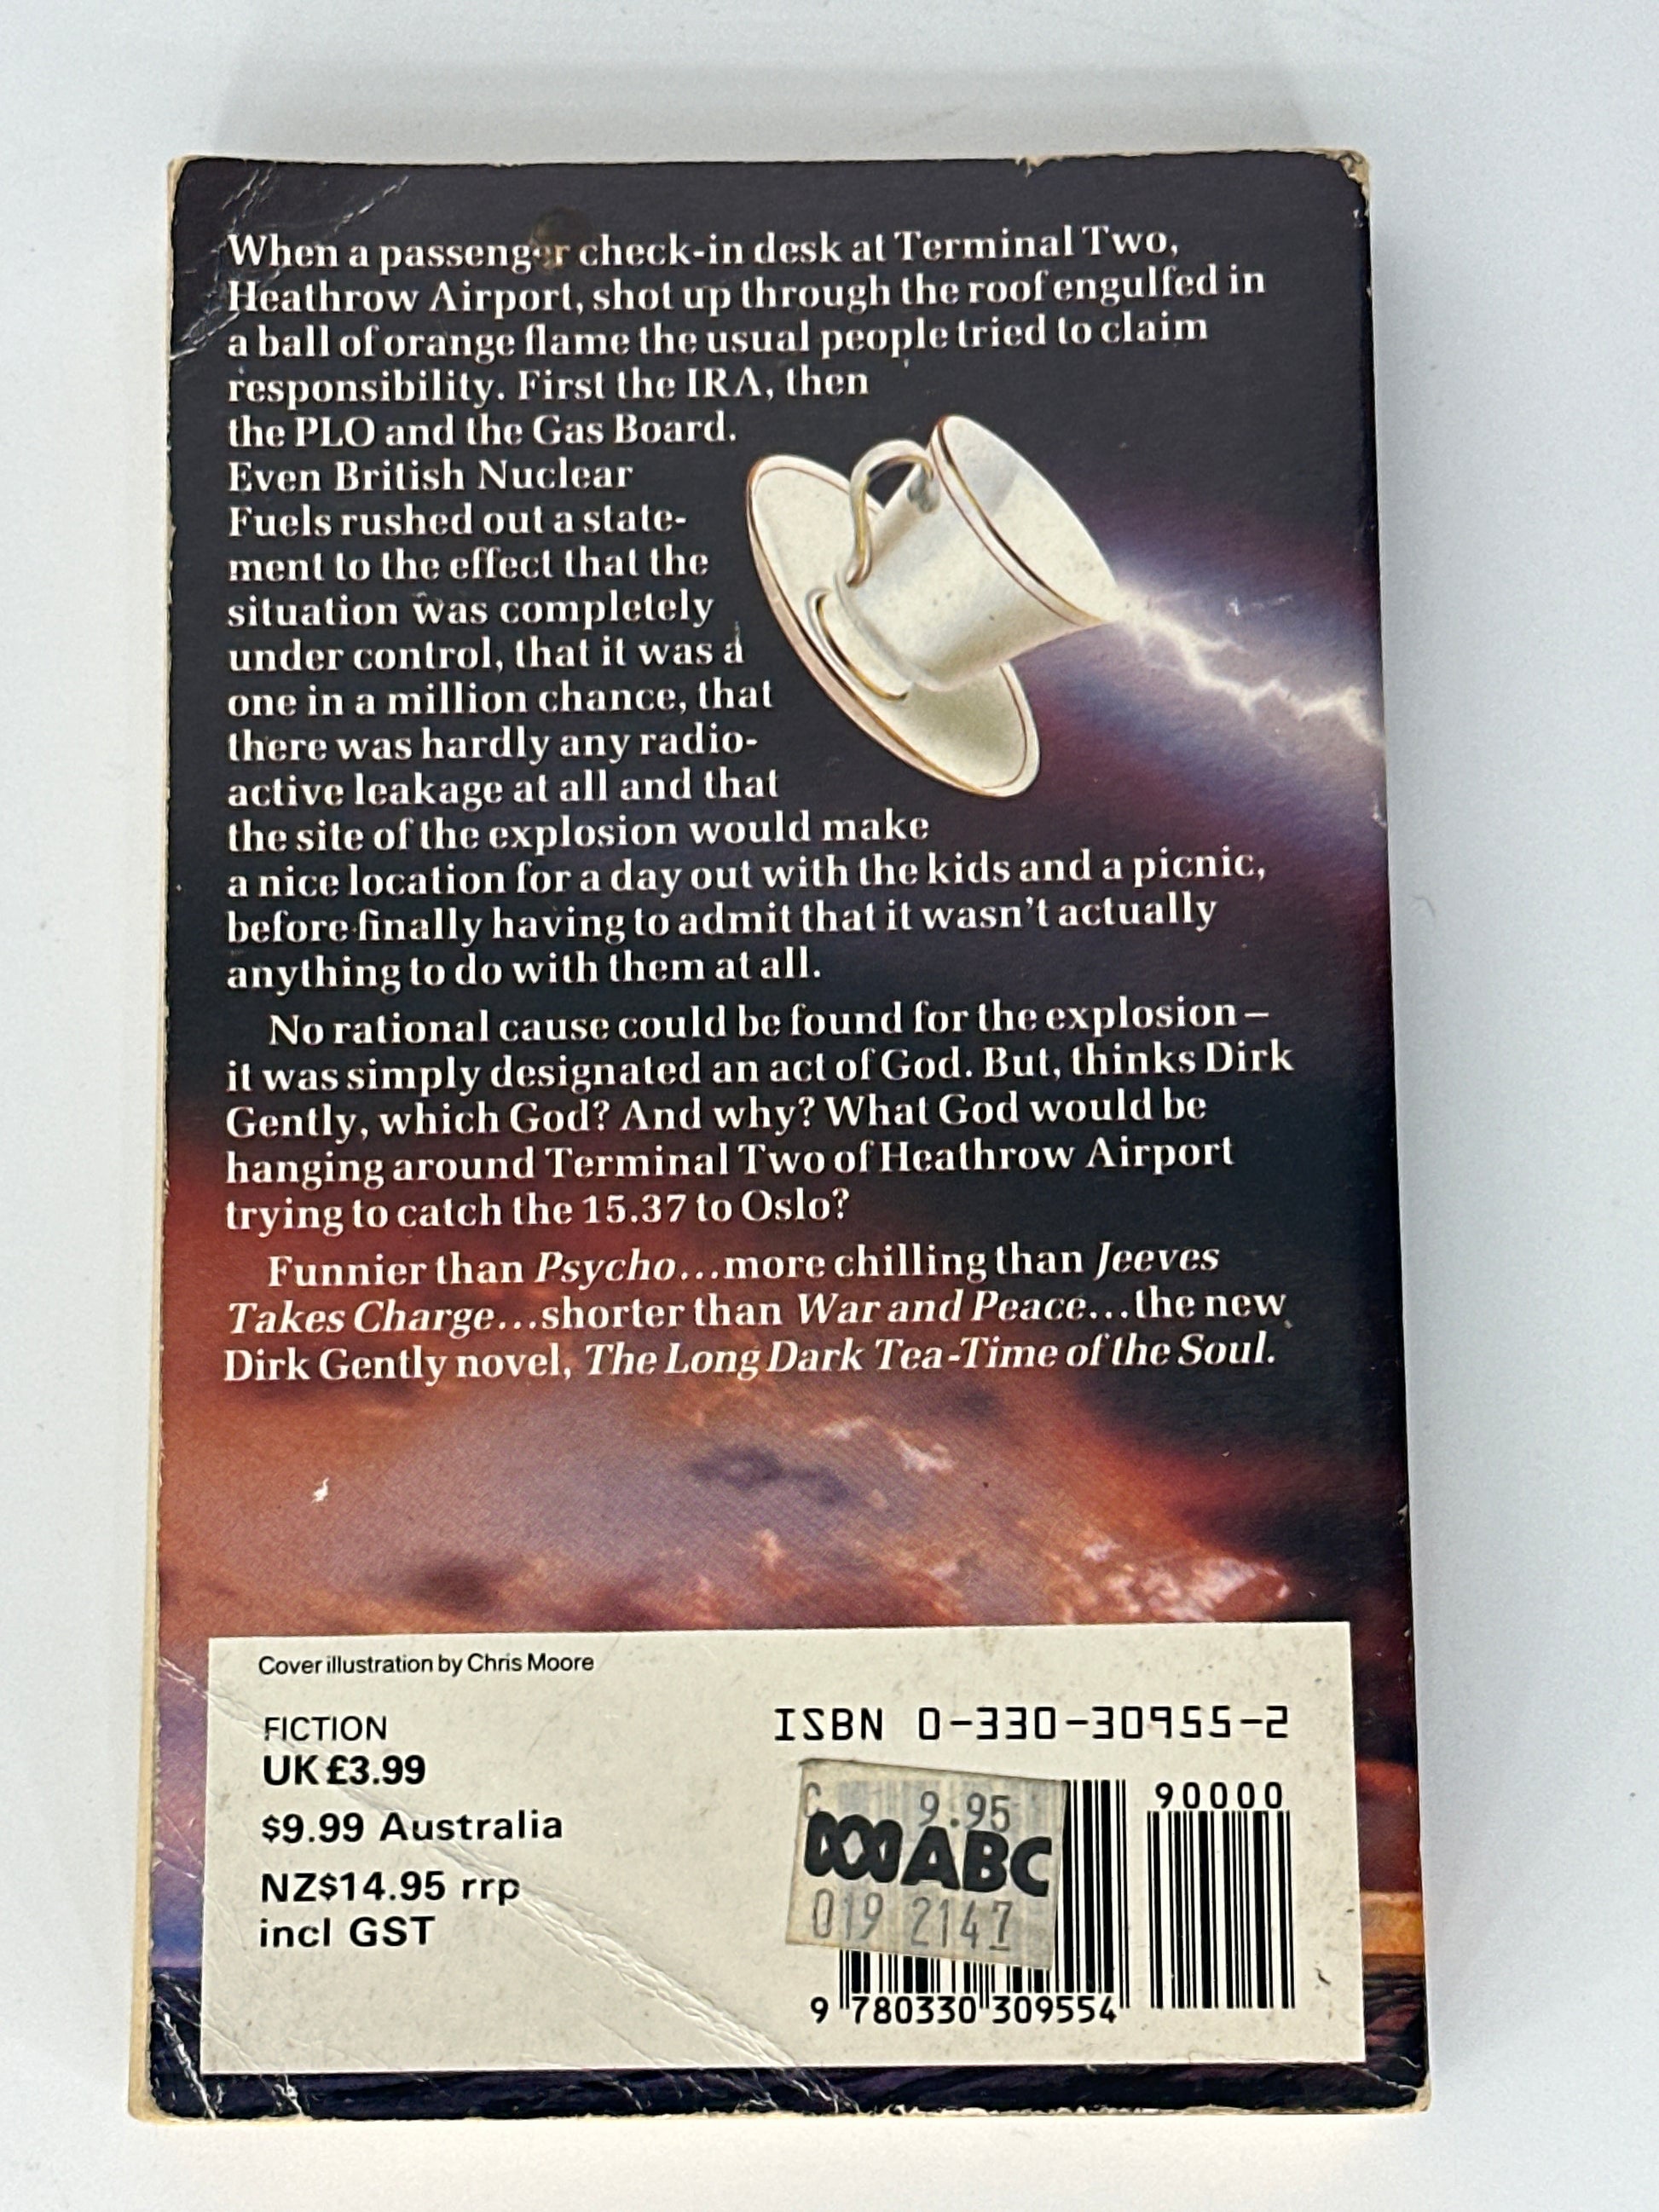 When a passenger check-in desk at Terminal Two,
Heathrow Airport, shot up through the roof engulfed in
a ball of orange flame the usual people tried to claim
responsibility. First the IRA, then
the PLO and the Gas Board.
Even British Nuclear
Fuels rushed out a state-
ment to the effect that the
situation was completely
under control, that it was a
one in a million chance, that
there was hardly any radio-
active leakage at all and that
the site of the explosion would make
a nice location for a day out with the kids and a picnic,
before finally having to admit that it wasn't actually
anything to do with them at all.
No rational cause could be found for the explosion –
it was simply designated an act of God. But, thinks Dirk
Gently, which God? And why? What God would be
hanging around Terminal Two of Heathrow Airport
trying to catch the 15.37 to Oslo?
Funnier than Psycho...more chilling than Jeeves
Takes Charge...shorter than War and Peace...the new
Dirk Gently novel, The Long Dark Tea-Time of the Soul.
Cover illustration by Chris Moore
FICTION
UK £3.99
$9.99 Australia
NZ$14.95 rrp
incl GST
ISBN 0-330-30955-2
C 9.95
ABC
019 2147
90000
9 780330 309554